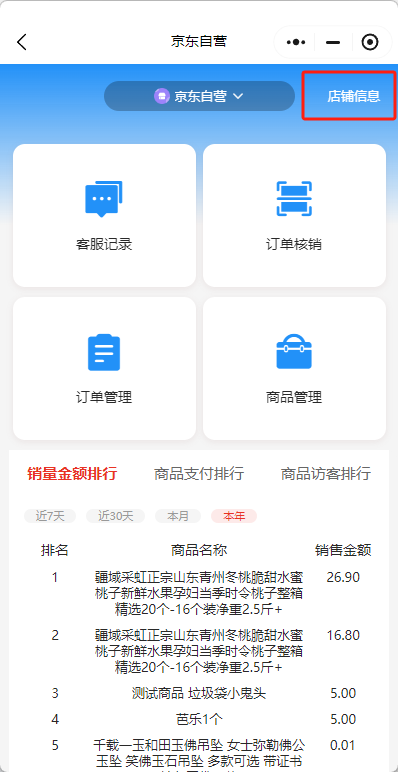 京东自营
京东自营
店铺信息
客服记录
订单核销
订单管理
商品管理
销量金额排行
商品支付排行
商品访客排行
近7天
近30天
本月
本年
排名
商品名称
销售金额
1
疆域采虹正宗山东青州冬桃脆甜水蜜
26.90
桃子新鲜水果孕妇当季时令桃子整箱
精选20个-16个装净重2.5斤+
2
疆域采虹正宗山东青州冬桃脆甜水蜜
16.80
桃子新鲜水果孕妇当季时令桃子整箱
精选20个-16个装净重2.5斤+
3
测试商品 垃圾袋小鬼头
5.00
4
芭乐1个
5.00
5
千载一玉和田玉佛吊坠 女士弥勒佛公
0.01
玉坠 笑佛玉石吊坠 多款可选 带证书